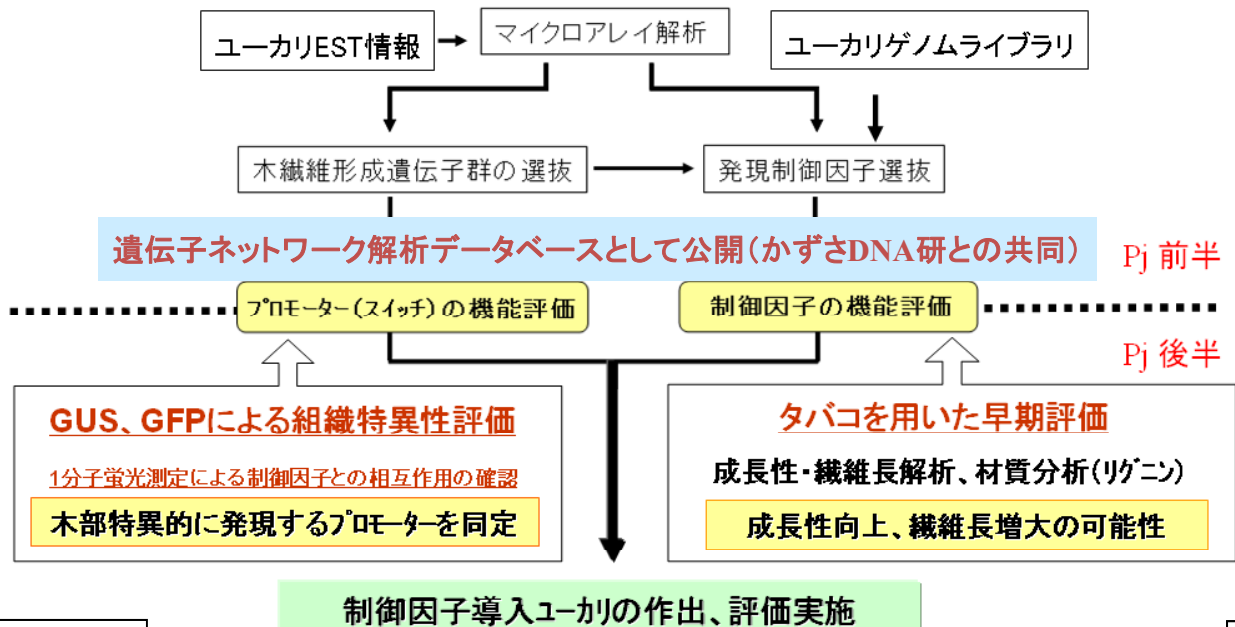 ユーカリEST情報
マイクロアレイ解析
ユーカリゲノムライブラリ
木繊維形成遺伝子群の選抜
発現制御因子選抜
遺伝子ネットワーク解析データベースとして公開（かずさDNA研との共同）
Pj 前半
ﾌﾟﾛﾓｰﾀｰ（ｽｲｯﾁ）の機能評価
制御因子の機能評価
Pj 後半
GUS、GFPによる組織特異性評価
1分子蛍光測定による制御因子との相互作用の確認
木部特異的に発現するﾌﾟﾛﾓｰﾀｰを同定
タバコを用いた早期評価
成長性・繊維長解析、材質分析（ﾘｸﾞﾆﾝ）
成長性向上、繊維長増大の可能性
制御因子導入ﾕｰｶﾘの作出、評価実施